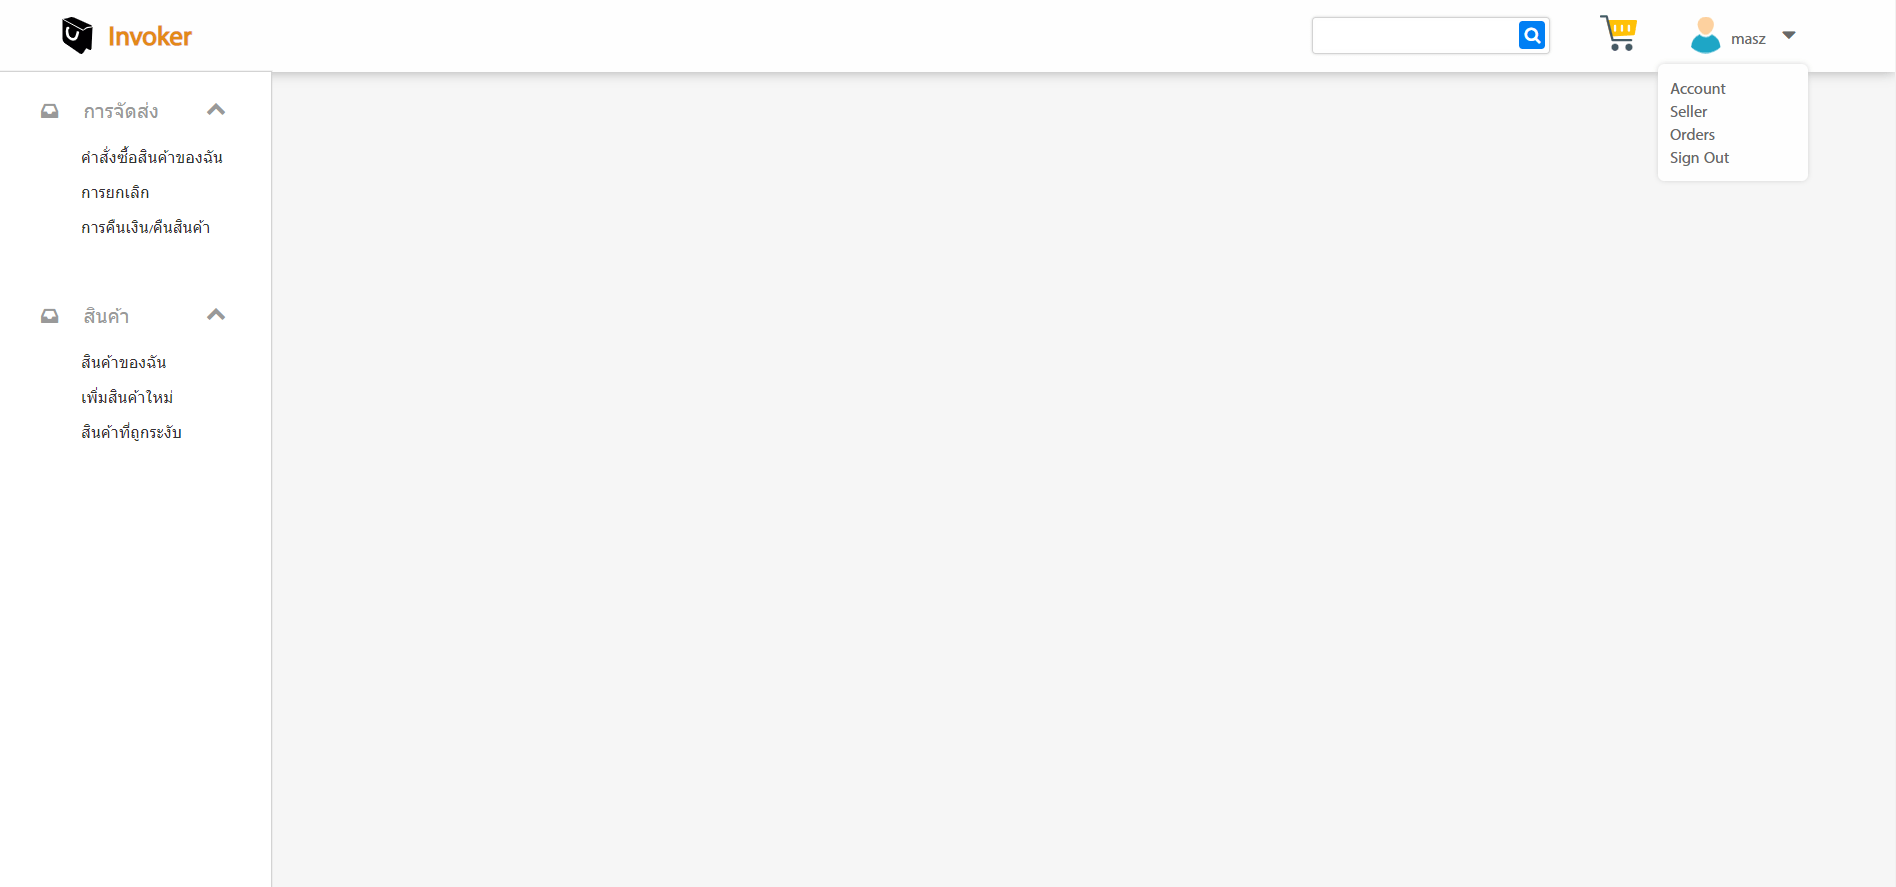 Invoker
masz
Account
Seller
Orders
Sign Out
การจัดส่ง
คำสั่งซื้อสินค้าของฉัน
การยกเลิก
การคืนเงิน/คืนสินค้า
สินค้า
สินค้าของฉัน
เพิ่มสินค้าใหม่
สินค้าที่ถูกระงับ